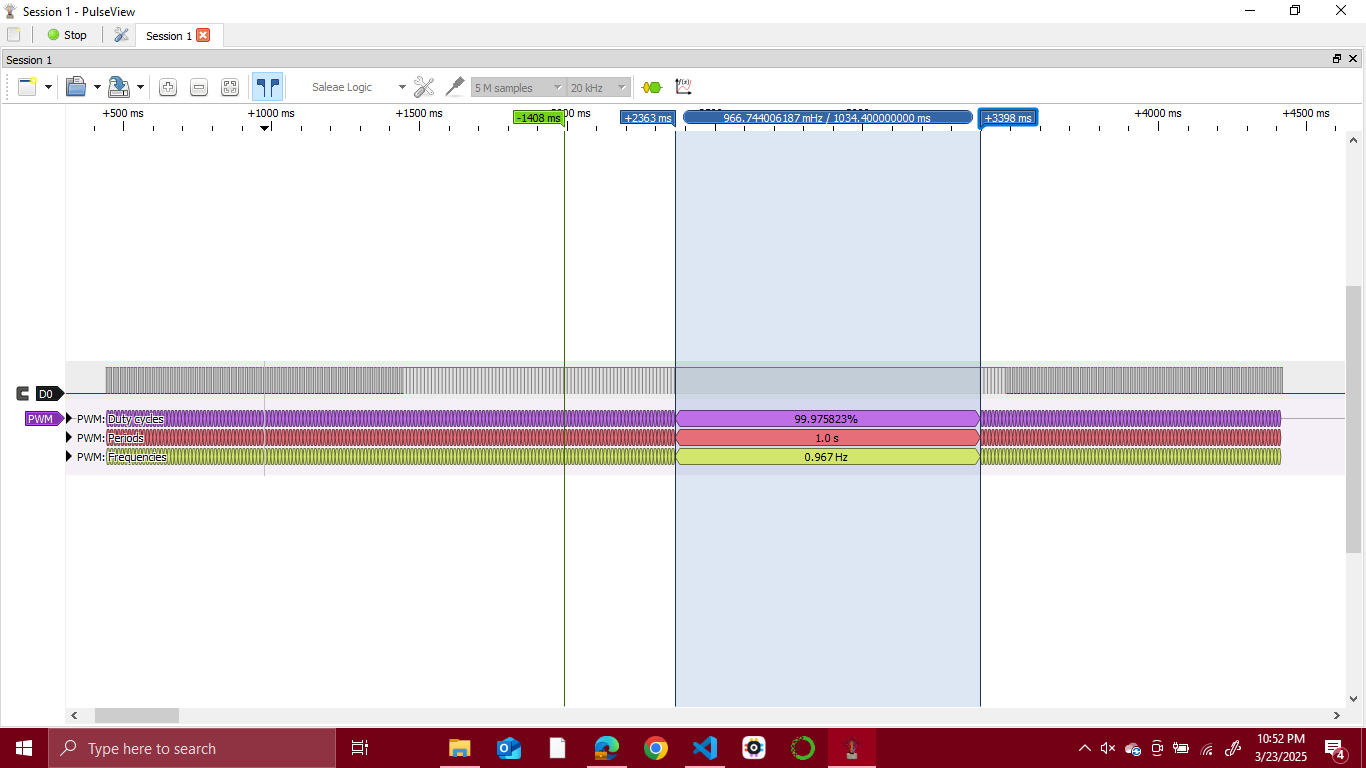 Session 1 - PulseView
Stop
Session 1
Session 1
Saleae Logic
5 M samples
20 kHz
f(x)
+500 ms
+1000 ms
+1500 ms
-1408 ms
+2363 ms
966.744006187 mHz / 1034.400000000 ms
+3398 ms
+4000 ms
+4500 ms
D0
PWM
PWM: Duty cycles
99.975823%
PWM: Periods
1.0 s
PWM: Frequencies
0.967 Hz
Type here to search
10:52 PM
3/23/2025
4